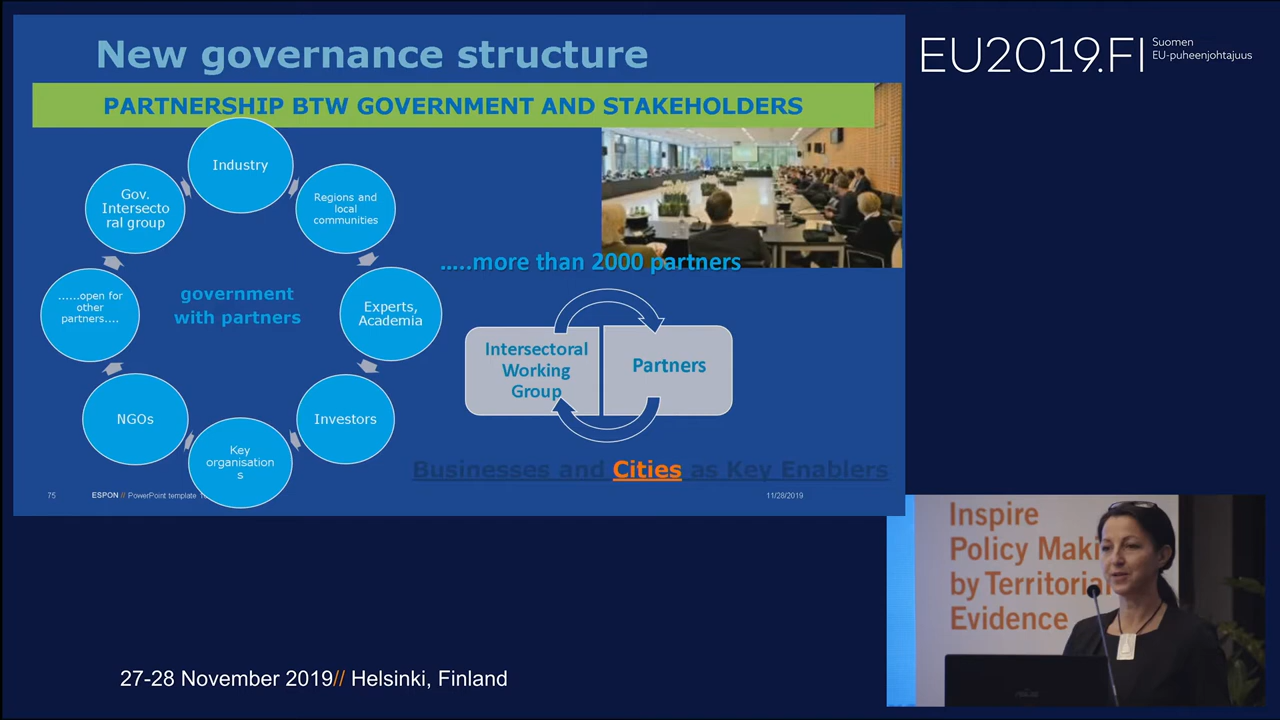 New governance structure
PARTNERSHIP BTW GOVERNMENT AND STAKEHOLDERS
Industry
Gov.
Intersecto
ral group
Regions and
local
communities
......open for
other
partners....
government
with partners
Experts,
Academia
NGOs
Investors
Key
organisation
s
.....more than 2000 partners
Intersectoral
Working
Group
Partners
Businesses and Cities as Key Enablers
75
ESPON // PowerPoint template
11/28/2019
EU2019.FI
Suomen
EU-puheenjohtajuus
Inspire
Policy Maki
by Territorial
Evidence
27-28 November 2019// Helsinki, Finland